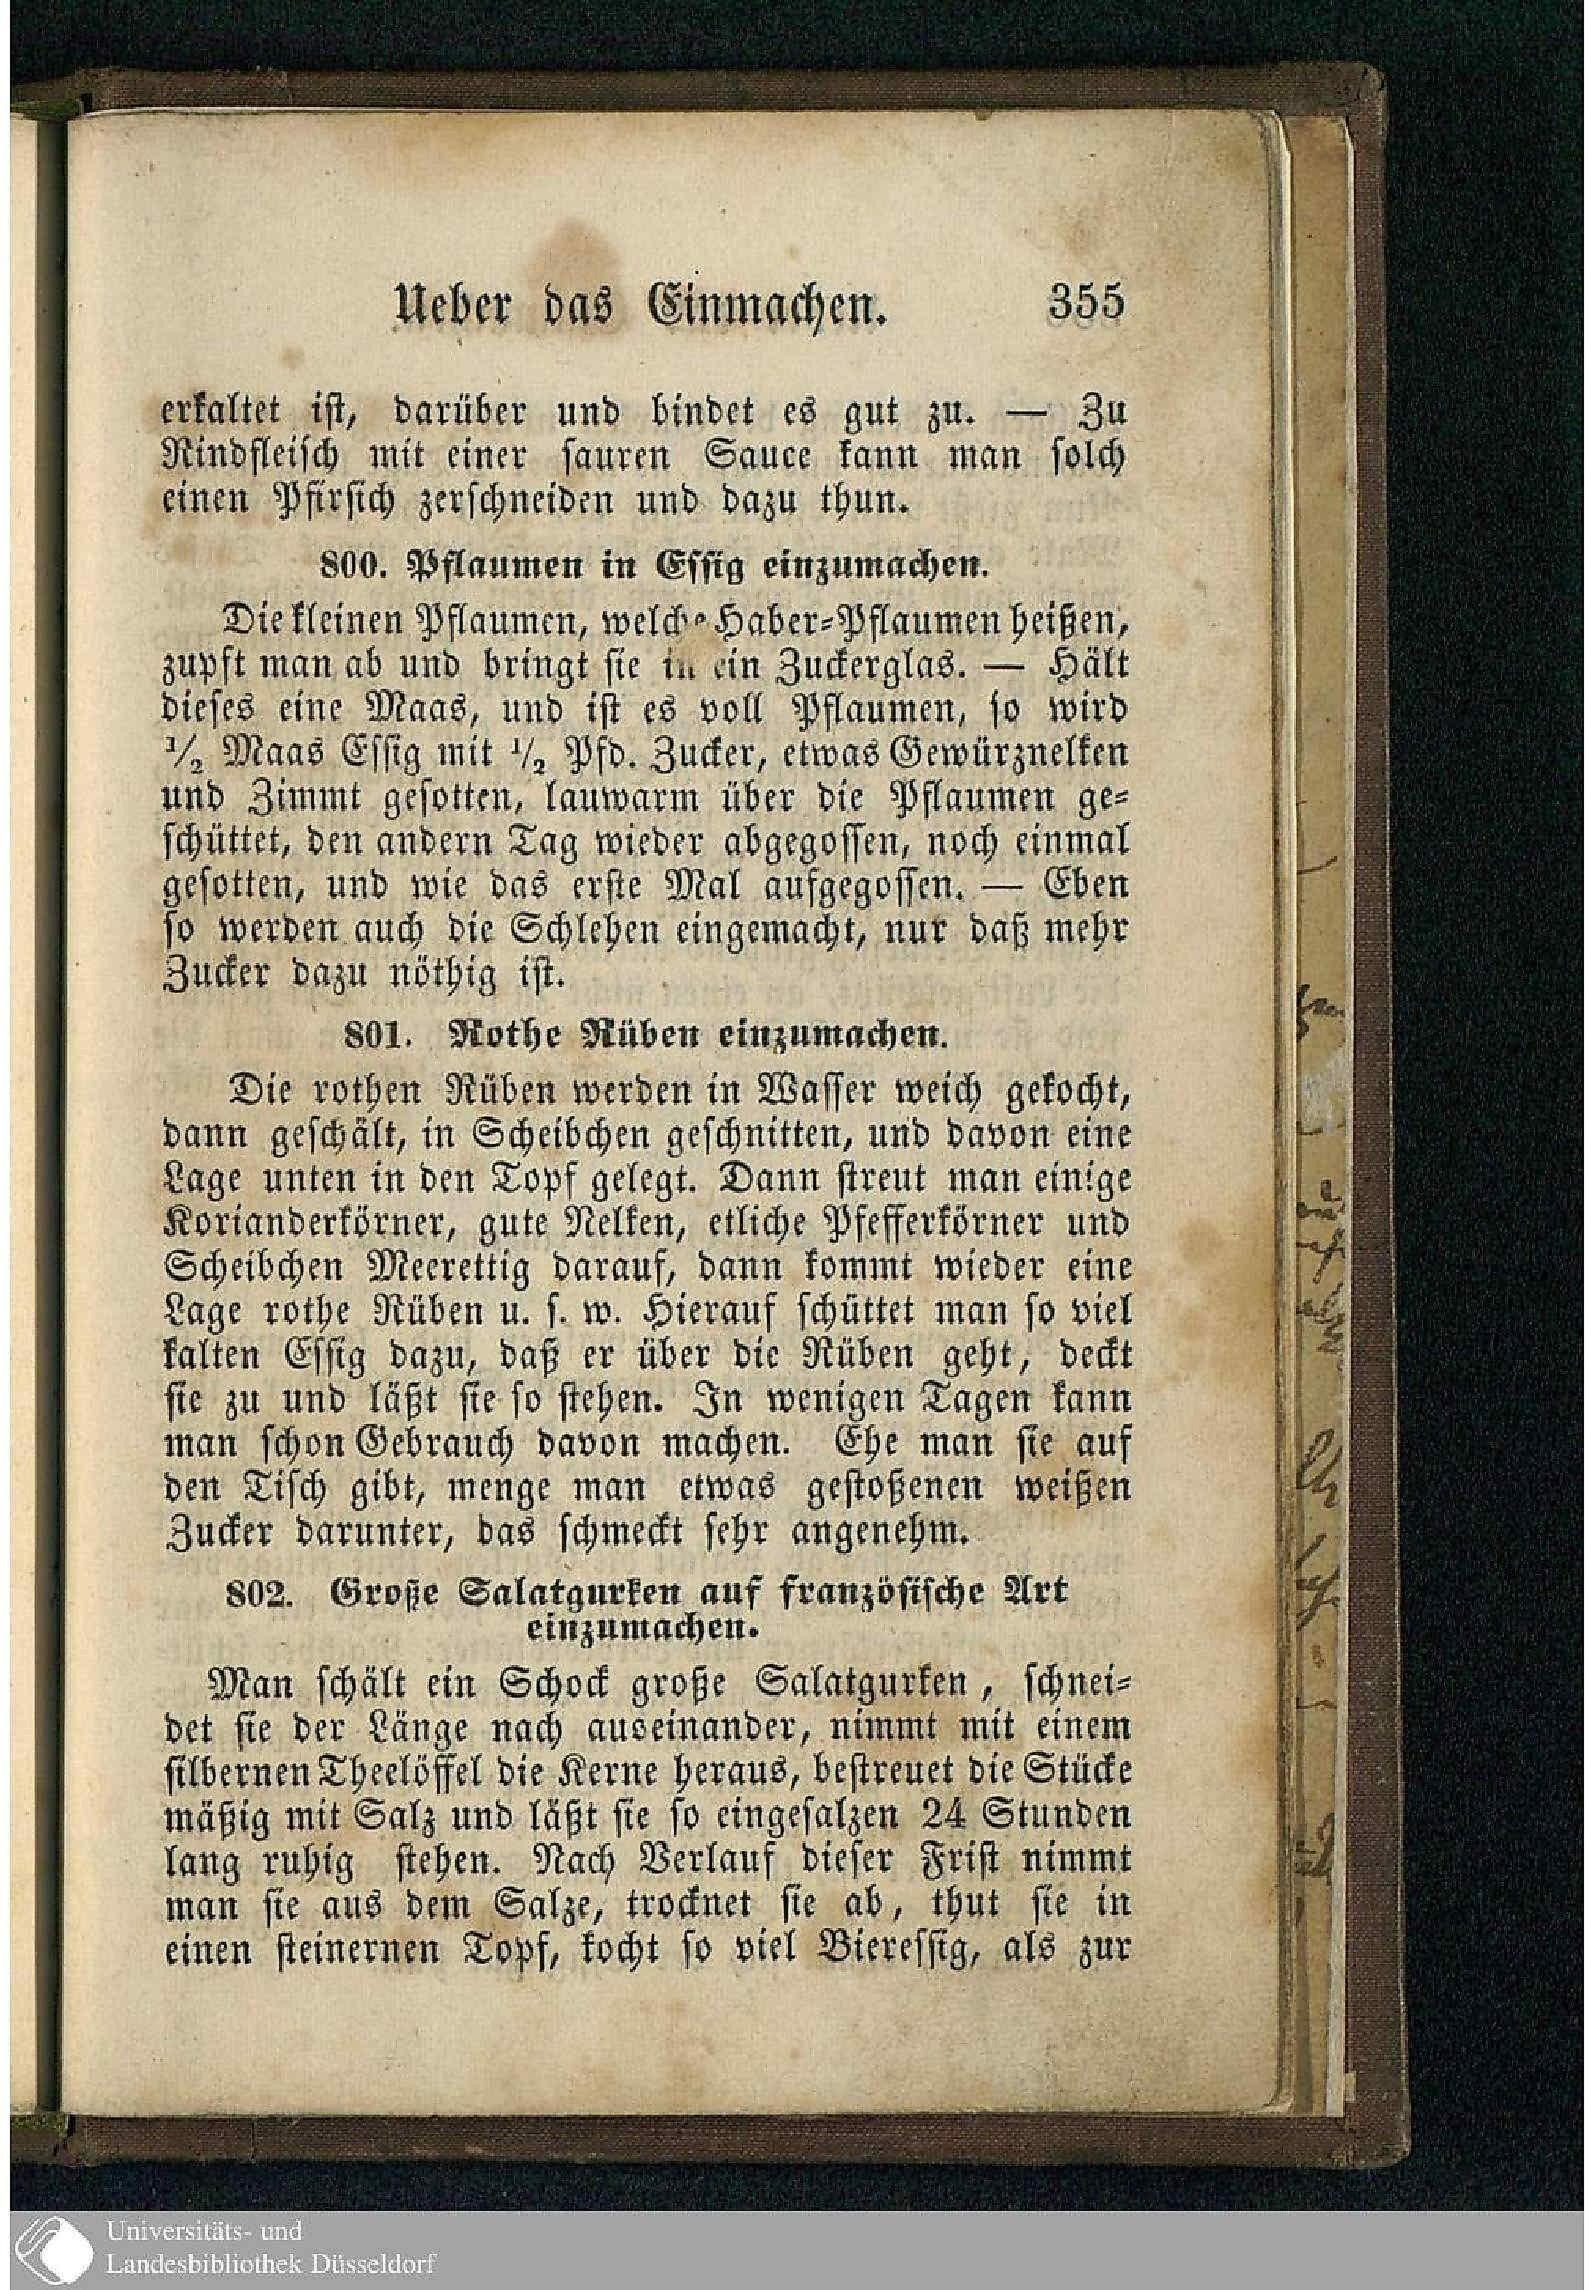 Ueber das Einmachen. 355
erkaltet ist, darüber und bindet es gut zu. — Zu
Rindfleisch mit einer sauren Sauce kann man solch
einen Pfirsich zerschneiden und dazu thun.
800. Pflaumen in Essig einzumachen.
Die kleinen Pflaumen, welche Haber-Pflaumen heißen,
zupft man ab und bringt sie in ein Zuckerglas. — Hält
dieses eine Maas, und ist es voll Pflaumen, so wird
1/2 Maas Essig mit 1/2 Pfd. Zucker, etwas Gewürznelken
und Zimmt gesotten, lauwarm über die Pflaumen ge-
schüttet, den andern Tag wieder abgegossen, noch einmal
gesotten, und wie das erste Mal aufgegossen. — Eben
so werden auch die Schlehen eingemacht, nur daß mehr
Zucker dazu nöthig ist.
801. Rothe Rüben einzumachen.
Die rothen Rüben werden in Wasser weich gekocht,
dann geschält, in Scheibchen geschnitten, und davon eine
Lage unten in den Topf gelegt. Dann streut man einige
Korianderkörner, gute Nelken, etliche Pfefferkörner und
Scheibchen Meerettig darauf, dann kommt wieder eine
Lage rothe Rüben u. s. w. Hierauf schüttet man so viel
kalten Essig dazu, daß er über die Rüben geht, deckt
sie zu und läßt sie so stehen. In wenigen Tagen kann
man schon Gebrauch davon machen. Ehe man sie auf
den Tisch gibt, menge man etwas gestoßenen weißen
Zucker darunter, das schmeckt sehr angenehm.
802. Große Salatgurken auf französische Art
einzumachen.
Man schält ein Schock große Salatgurken, schnei-
det sie der Länge nach auseinander, nimmt mit einem
silbernen Theelöffel die Kerne heraus, bestreuet die Stücke
mäßig mit Salz und läßt sie so eingesalzen 24 Stunden
lang ruhig stehen. Nach Verlauf dieser Frist nimmt
man sie aus dem Salze, trocknet sie ab, thut sie in
einen steinernen Topf, kocht so viel Bieressig, als zur
Universitäts- und
Landesbibliothek Düsseldorf